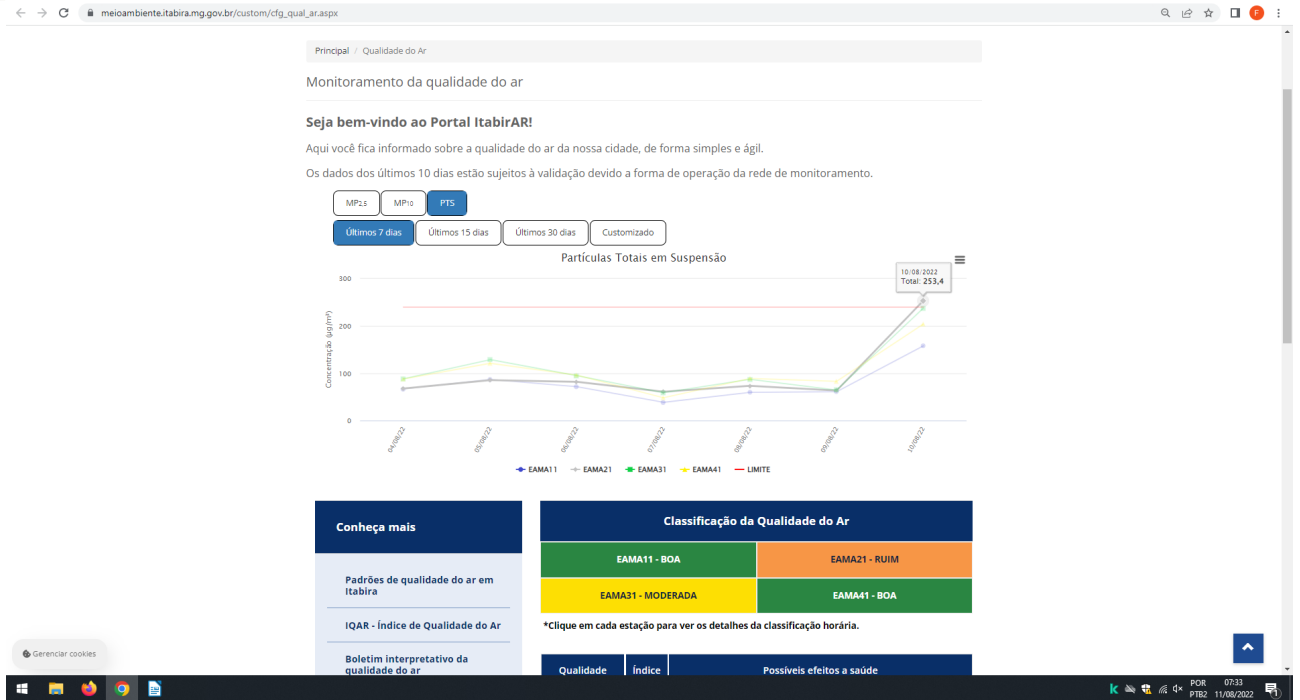 meioambiente.itabira.mg.gov.br/custom/cfg_qual_ar.aspx
F
Principal / Qualidade do Ar
Monitoramento da qualidade do ar
Seja bem-vindo ao Portal ItabirAR!
Aqui você fica informado sobre a qualidade do ar da nossa cidade, de forma simples e ágil.
Os dados dos últimos 10 dias estão sujeitos à validação devido a forma de operação da rede de monitoramento.
MP2.5 MP10 PTS
Últimos 7 dias Últimos 15 dias Últimos 30 dias Customizado
Partículas Totais em Suspensão
10/08/2022
Total: 253,4
Concentração (µg/m³)
300
200
100
0
04/08/22 05/08/22 06/08/22 07/08/22 08/08/22 09/08/22 10/08/22
EAMA11 EAMA21 EAMA31 EAMA41 LIMITE
Conheça mais
Padrões de qualidade do ar em
Itabira
IQAR - Índice de Qualidade do Ar
Boletim interpretativo da
qualidade do ar
Classificação da Qualidade do Ar
EAMA11 - BOA EAMA21 - RUIM
EAMA31 - MODERADA EAMA41 - BOA
*Clique em cada estação para ver os detalhes da classificação horária.
Qualidade Índice Possíveis efeitos a saúde
Gerenciar cookies
POR 07:33
PTB2 11/08/2022
1